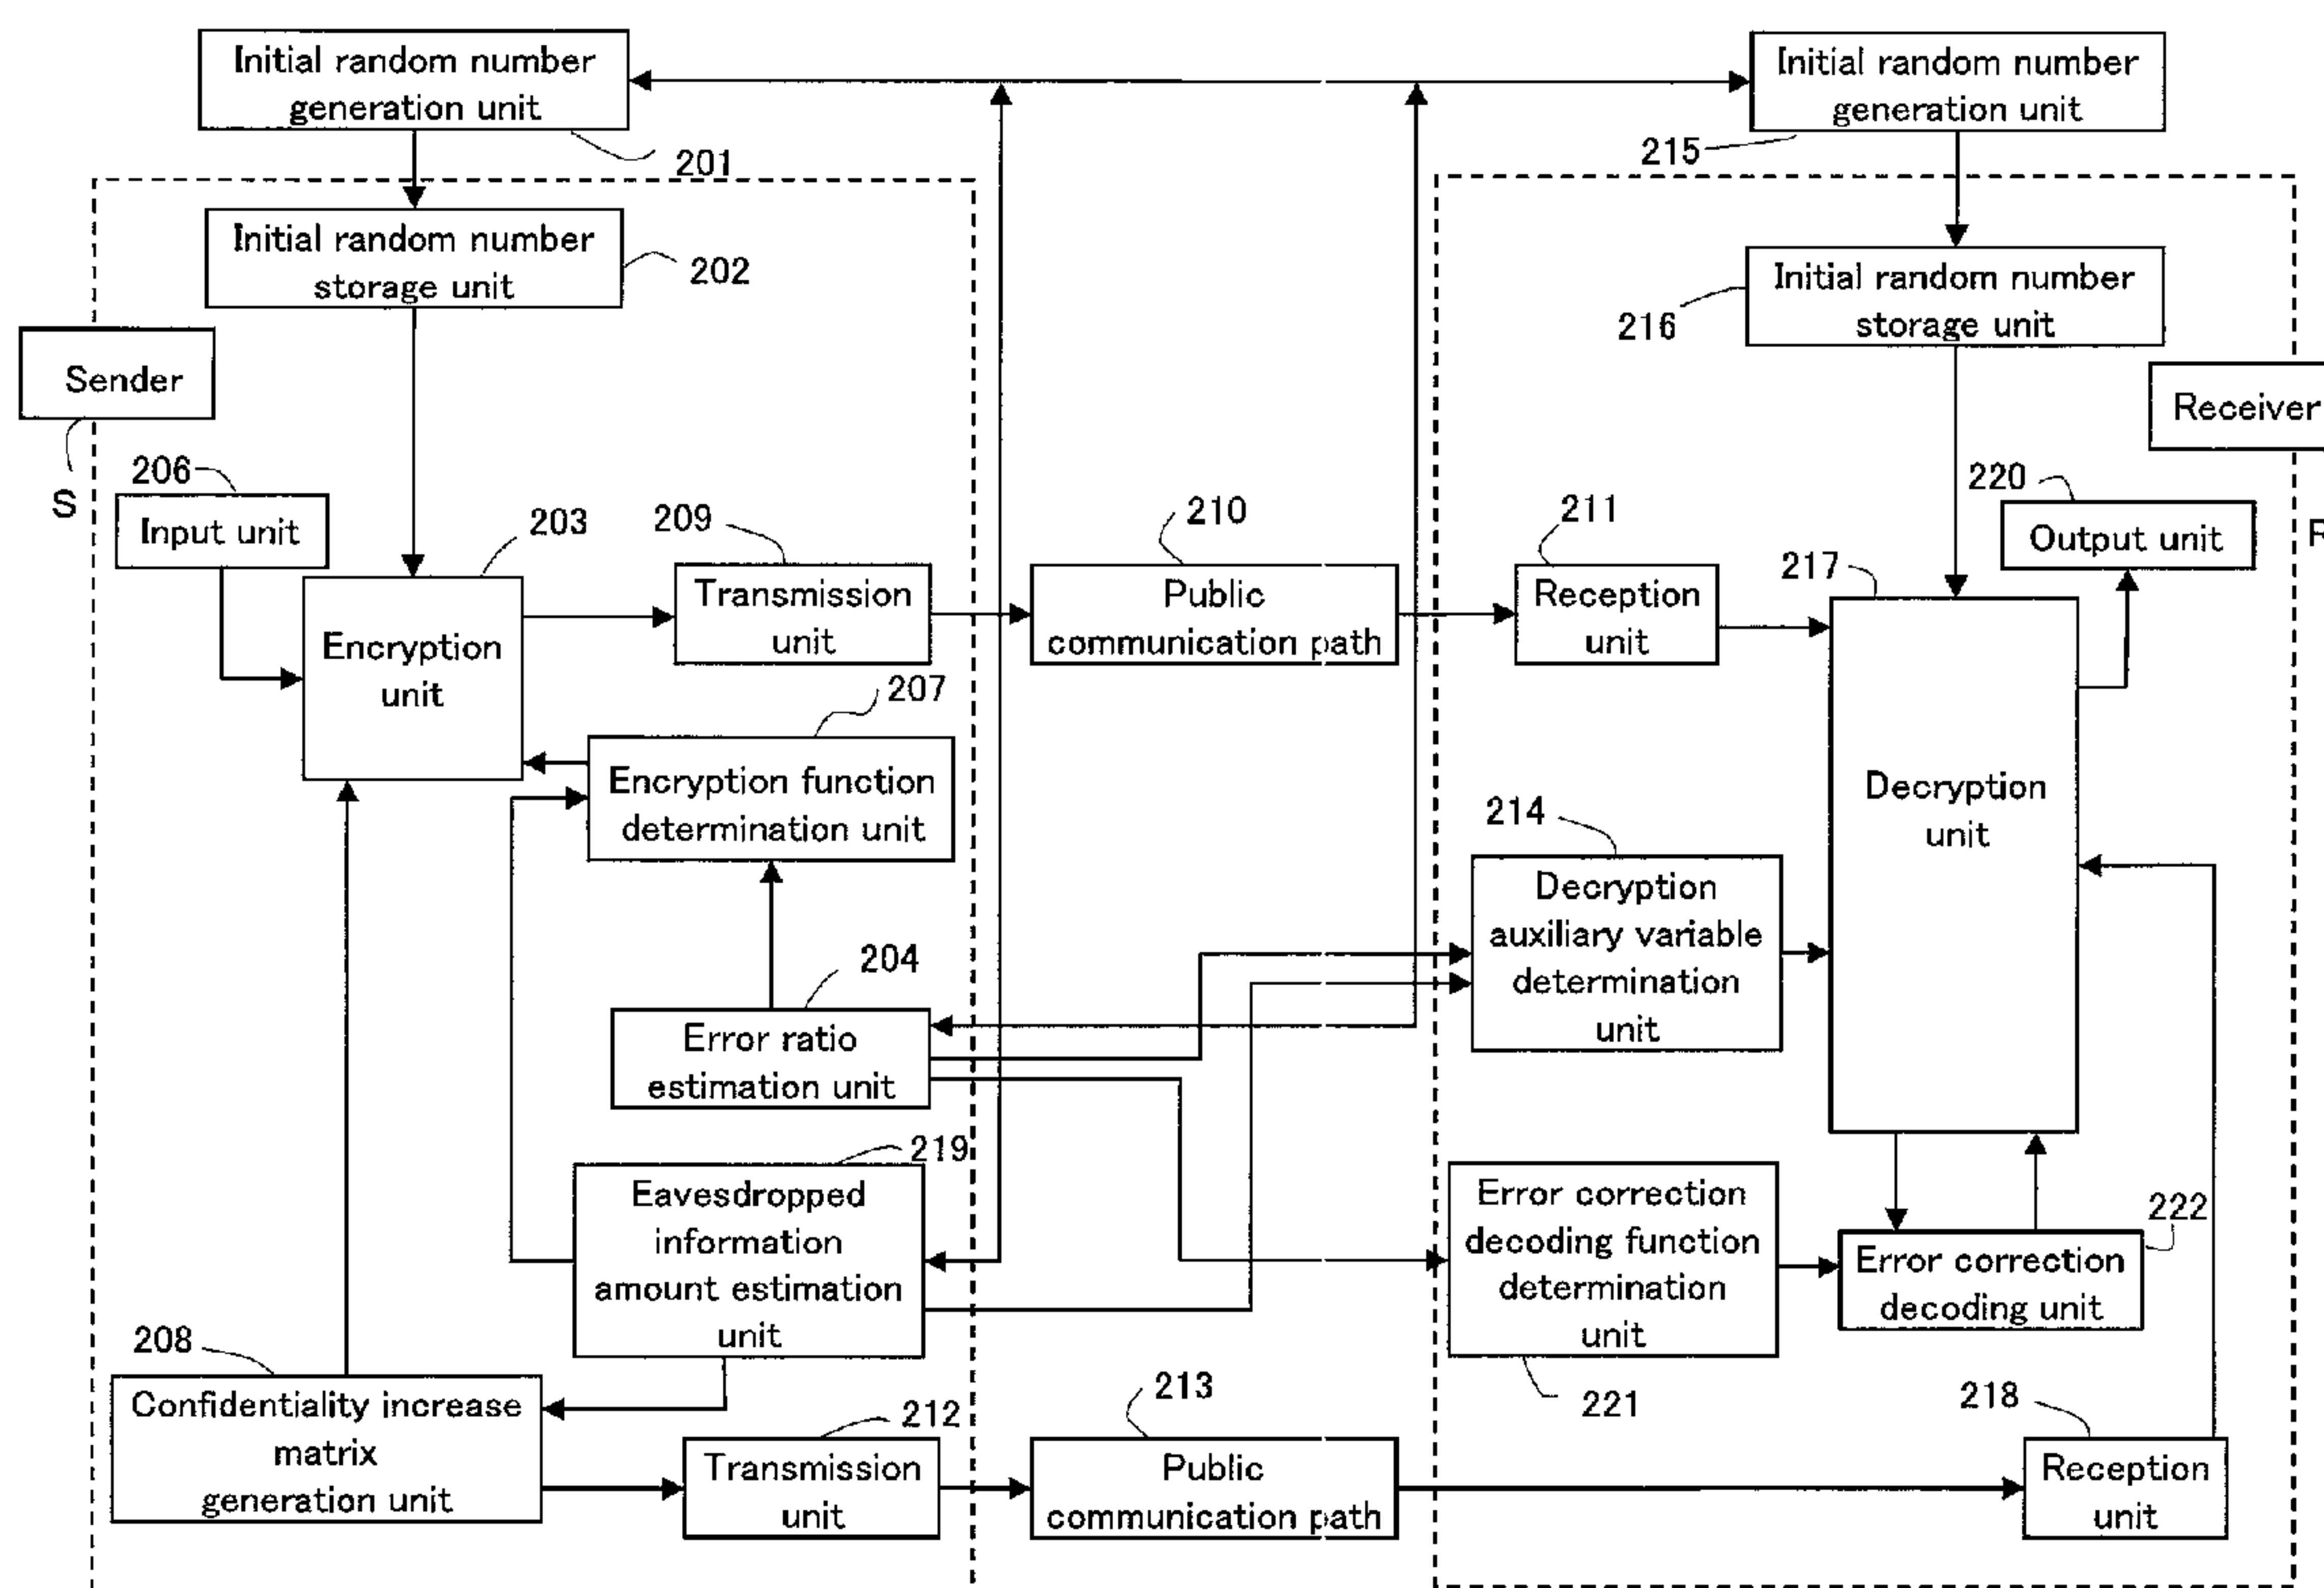 Initial random number
generation unit
201
Initial random number
generation unit
215
Initial random number
storage unit
202
Initial random number
storage unit
216
Sender
S
Receiver
R
206
Input unit
203
Encryption
unit
209
Transmission
unit
210
Public
communication path
211
Reception
unit
217
Decryption
unit
220
Output unit
207
Encryption function
determination unit
214
Decryption
auxiliary variable
determination
unit
204
Error ratio
estimation unit
219
Eavesdropped
information
amount estimation
unit
Error correction
decoding function
determination
unit
221
222
Error correction
decoding unit
208
Confidentiality increase
matrix
generation unit
212
Transmission
unit
213
Public
communication path
218
Reception
unit